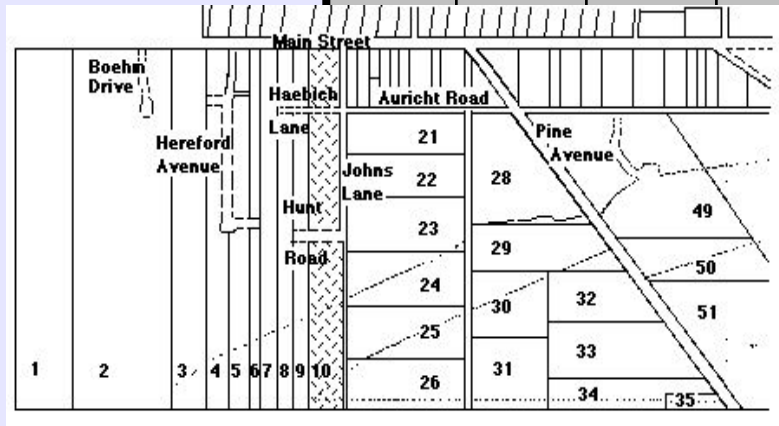 Main Street
Boehm
Drive
Haebich
Lane
Auricht Road
Hereford
Avenue
Pine
Avenue
Johns
Lane
Hunt
Road
21
22
23
24
25
26
28
29
30
31
32
33
34
35
49
50
51
1
2
3
4
5
6
7
8
9
10